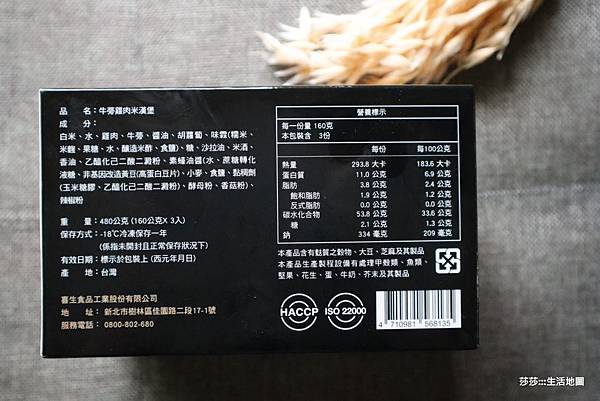 品　　名：牛蒡雞肉米漢堡
成　　分：
白米、水、雞肉、牛蒡、醬油、胡蘿蔔、味霖(糯米、
米麴、果糖、水、釀造米酢、食鹽)、糖、沙拉油、米酒、
香油、乙醯化己二酸二澱粉、素蠔油醬(水、蔗糖轉化
液糖、非基因改造黃豆(高蛋白豆片)、小麥、食鹽、黏稠劑
(玉米糖膠、乙醯化己二酸二澱粉)、酵母粉、香菇粉)、
辣椒粉
重　　量：480公克 (160公克X 3入)
保存方式：-18℃冷凍保存一年
(係指未開封且正常保存狀況下)
有效日期：標示於包裝上 (西元年月日)
產　　地：台灣
喜生食品工業股份有限公司
地　　址： 新北市樹林區佳園路二段17-1號
服務電話： 0800-802-680
營養標示
每一份量 160克
本包裝含　3份
每份　每100公克
熱量　293.8 大卡　183.6 大卡
蛋白質　11.0 公克　6.9 公克
脂肪　3.8 公克　2.4 公克
飽和脂肪　1.9 公克　1.2 公克
反式脂肪　0.0 公克　0.0 公克
碳水化合物　53.8 公克　33.6 公克
糖　2.1 公克　1.3 公克
鈉　334 毫克　209 毫克
本產品含有麩質之穀物、大豆、芝麻及其製品
本產品生產製程設備有處理甲殼類、魚類、
堅果、花生、蛋、牛奶、芥末及其製品
HACCP
ISO 22000
4 710981 568135
莎莎:::生活地圖